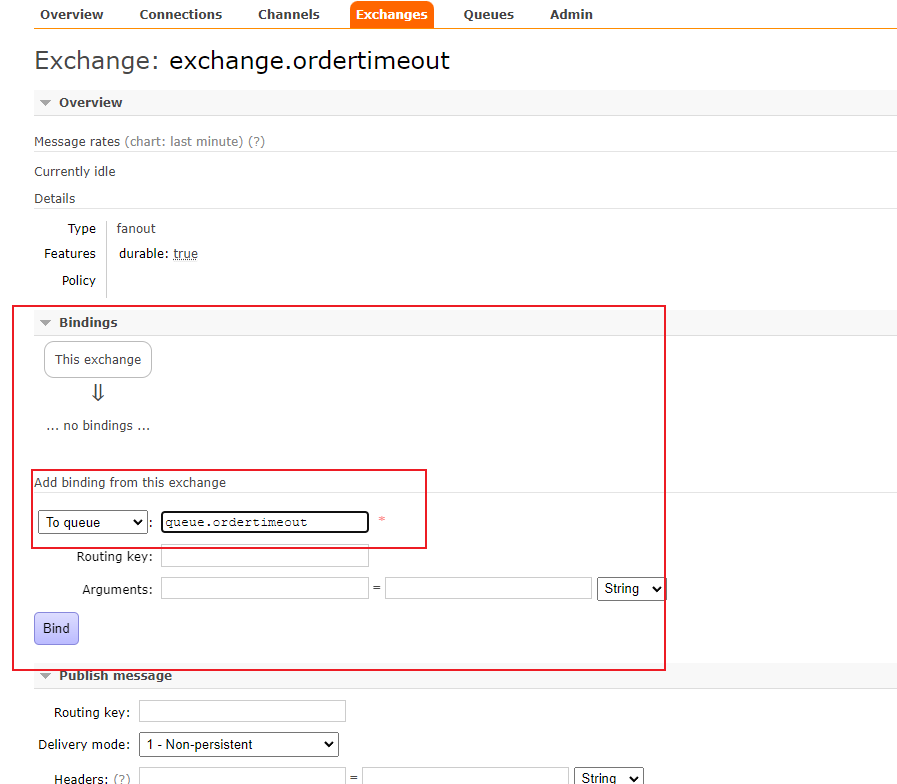 Overview Connections Channels Exchanges Queues Admin
Exchange: exchange.ordertimeout
Overview
Message rates (chart: last minute) (?)
Currently idle
Details
Type fanout
Features durable: true
Policy
Bindings
This exchange
⇓
... no bindings ...
Add binding from this exchange
To queue : queue.ordertimeout *
Routing key:
Arguments: = String
Bind
Publish message
Routing key:
Delivery mode: 1 - Non-persistent
Headers: (?) = String